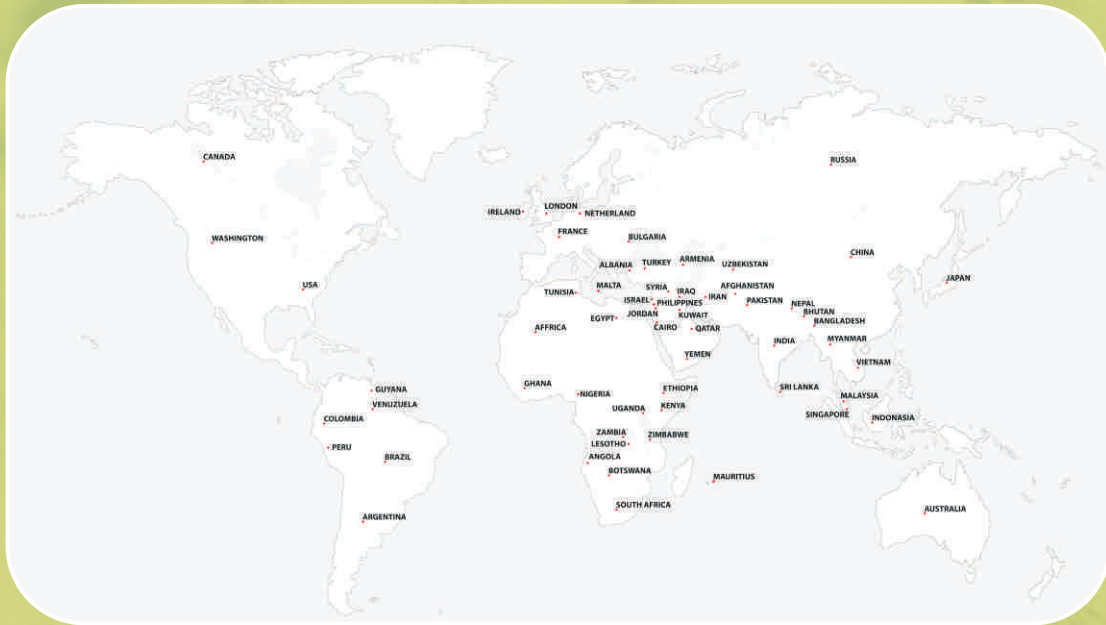 CANADA
RUSSIA
IRELAND
LONDON
NETHERLAND
FRANCE
BULGARIA
WASHINGTON
CHINA
ALBANIA
TURKEY
ARMENIA
UZBEKISTAN
JAPAN
USA
TUNISIA
MALTA
SYRIA
IRAQ
IRAN
AFGHANISTAN
ISRAEL
PHILIPPINES
PAKISTAN
NEPAL
EGYPT
JORDAN
KUWAIT
BHUTAN
AFFRICA
CAIRO
QATAR
BANGLADESH
INDIA
MYANMAR
YEMEN
VIETNAM
GHANA
NIGERIA
ETHIOPIA
SRI LANKA
GUYANA
MALAYSIA
VENUZUELA
UGANDA
KENYA
SINGAPORE
INDONASIA
COLOMBIA
ZAMBIA
ZIMBABWE
LESOTHO
PERU
BRAZIL
ANGOLA
BOTSWANA
MAURITIUS
SOUTH AFRICA
AUSTRALIA
ARGENTINA